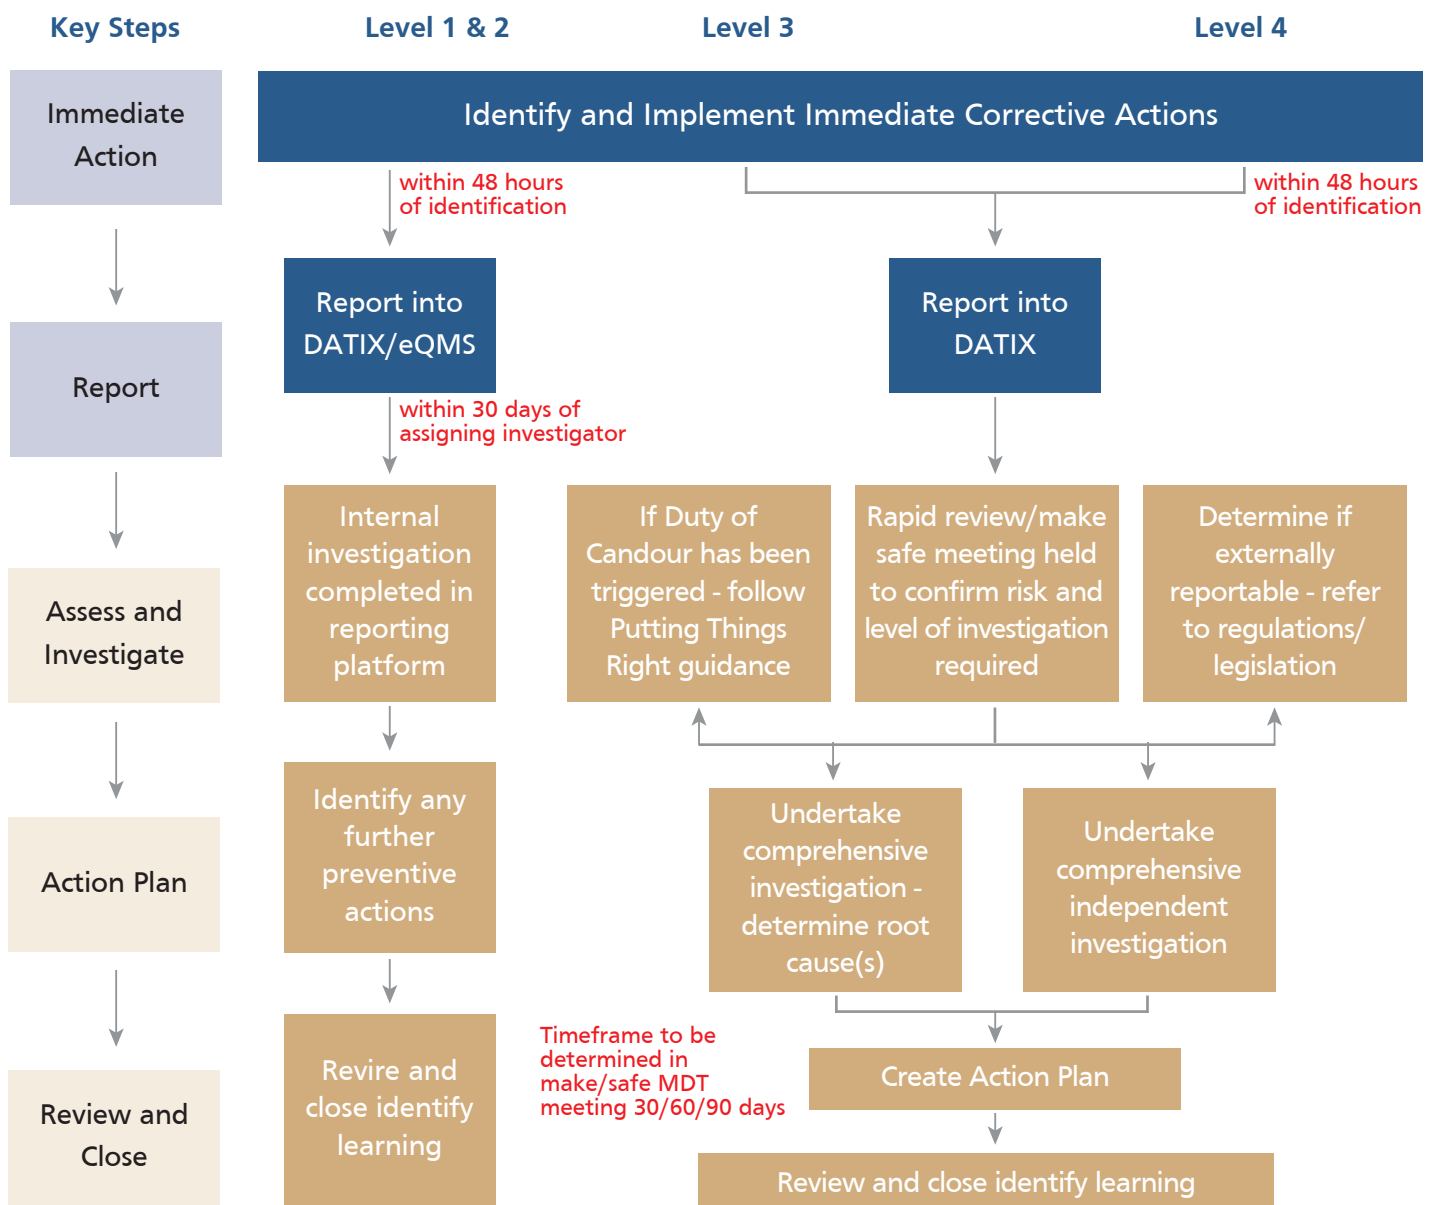 Key Steps
Level 1 & 2
Level 3
Level 4
Immediate
Action
Identify and Implement Immediate Corrective Actions
within 48 hours
of identification
within 48 hours
of identification
Report
Report into
DATIX/eQMS
Report into
DATIX
within 30 days of
assigning investigator
Assess and
Investigate
Internal
investigation
completed in
reporting
platform
If Duty of
Candour has been
triggered - follow
Putting Things
Right guidance
Rapid review/make
safe meeting held
to confirm risk and
level of investigation
required
Determine if
externally
reportable - refer
to regulations/
legislation
Action Plan
Identify any
further
preventive
actions
Undertake
comprehensive
investigation -
determine root
cause(s)
Undertake
comprehensive
independent
investigation
Review and
Close
Revire and
close identify
learning
Timeframe to be
determined in
make/safe MDT
meeting 30/60/90 days
Create Action Plan
Review and close identify learning